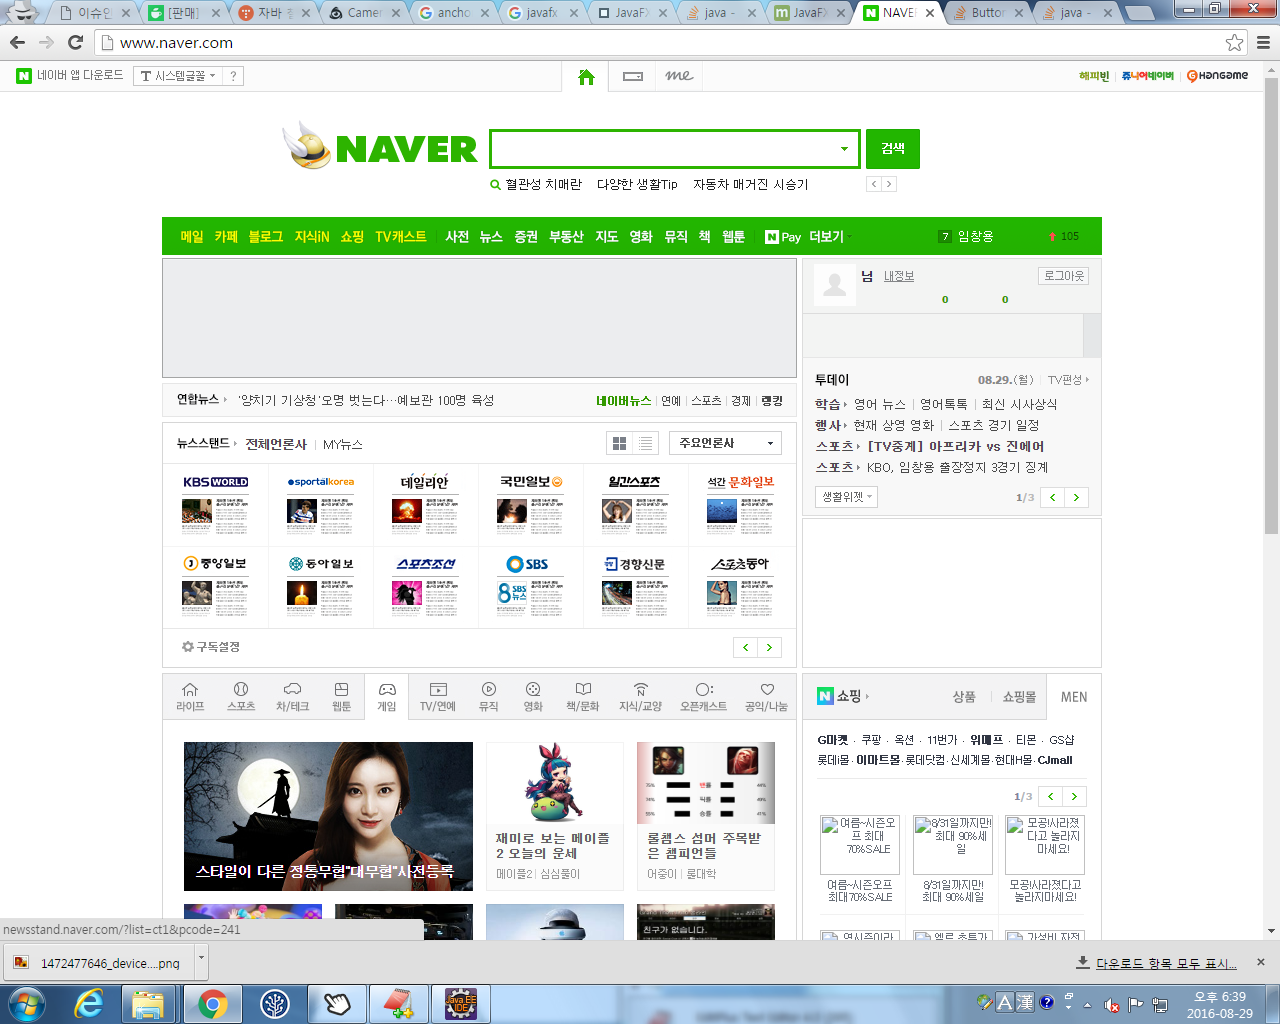 이슈인
[판매]
자바 출
Camer
ancho
javafx
JavaFX
java -
JavaFX
NAVER
Button
java -
www.naver.com
네이버 앱 다운로드
T 시스템글꼴
?
me
해피빈
쥬니어네이버
Hangame
NAVER
검색
혈관성 치매란 다양한 생활Tip 자동차 매거진 시승기
메일 카페 블로그 지식iN 쇼핑 TV캐스트 사전 뉴스 증권 부동산 지도 영화 뮤직 책 웹툰 N Pay 더보기
7 임창용 105
님 내정보 로그아웃
0 0
연합뉴스 '양치기 기상청'오명 벗는다…예보관 100명 육성
네이버뉴스 연예 스포츠 경제 랭킹
투데이 08.29.(월) TV편성
학습 영어 뉴스 영어톡톡 최신 시사상식
행사 현재 상영 영화 스포츠 경기 일정
스포츠 [TV중계] 아프리카 vs 진에어
스포츠 KBO, 임창용 출장정지 3경기 징계
생활위젯 1/3
뉴스스탠드 전체언론사 MY뉴스 주요언론사
KBS WORLD
sportalkorea
데일리안
국민일보
일간스포츠
석간 문화일보
중앙일보
동아일보
스포츠조선
SBS
경향신문
스포츠동아
8 SBS 뉴스
구독설정
라이프
스포츠
차/테크
웹툰
게임
TV/연예
뮤직
영화
책/문화
지식/교양
오픈캐스트
공익/나눔
스타일이 다른 정통무협"대무협"사전등록
재미로 보는 메이플
2 오늘의 운세
메이플2 심심풀이
롤챔스 섬머 주목받
은 챔피언들
어중이 롤대학
친구가 없습니다.
N 쇼핑 상품 쇼핑몰 MEN
G마켓 · 쿠팡 · 옥션 · 11번가 · 위메프 · 티몬 · GS샵
롯데i몰·이마트몰·롯데닷컴·신세계몰·현대H몰·CJmall
1/3
여름~시즌오
프 최대
70%SALE
8/31일까지만!
최대 90%세
일
모공!사라졌
다고 놀라지
마세요!
여름~시즌오프
최대70%SALE
8/31일까지만!
최대 90%세일
모공!사라졌다고
놀라지마세요!
newsstand.naver.com/?list=ct1&pcode=241
1472477646_device....png
다운로드 항목 모두 표시...
Java EE
IDE
A 漢
오후 6:39
2016-08-29